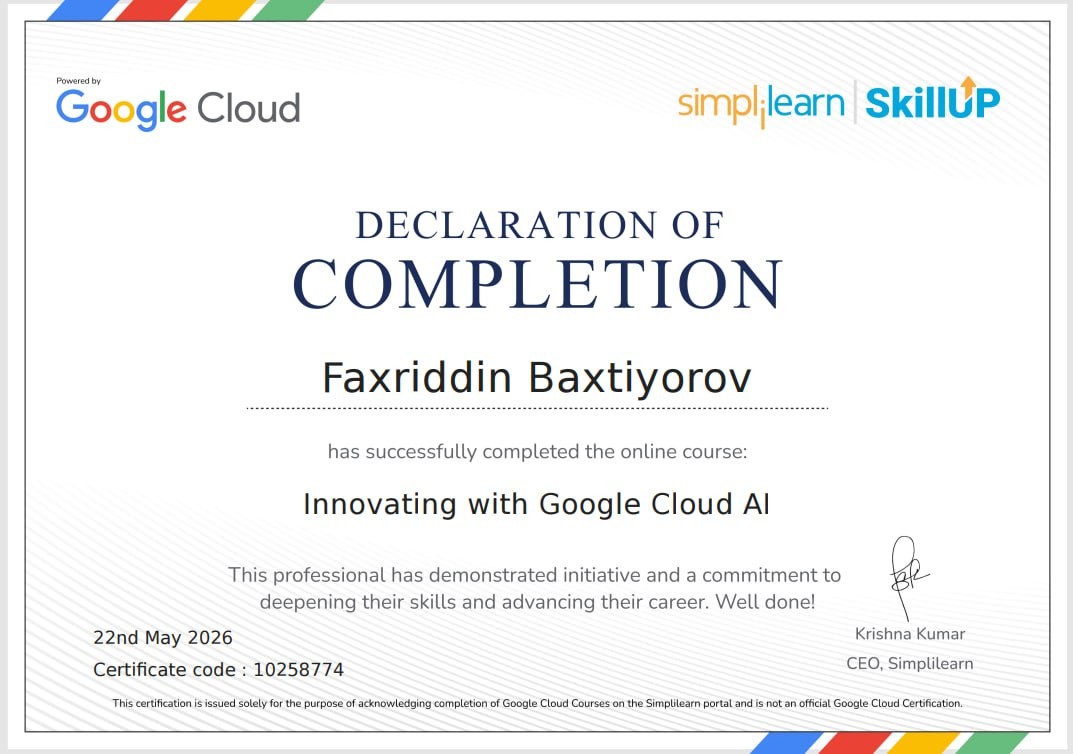 Powered by
Google Cloud
simplilearn | SkillUP
DECLARATION OF
COMPLETION
Faxriddin Baxtiyorov
has successfully completed the online course:
Innovating with Google Cloud AI
This professional has demonstrated initiative and a commitment to
deepening their skills and advancing their career. Well done!
22nd May 2026
Certificate code : 10258774
Krishna Kumar
CEO, Simplilearn
This certification is issued solely for the purpose of acknowledging completion of Google Cloud Courses on the Simplilearn portal and is not an official Google Cloud Certification.